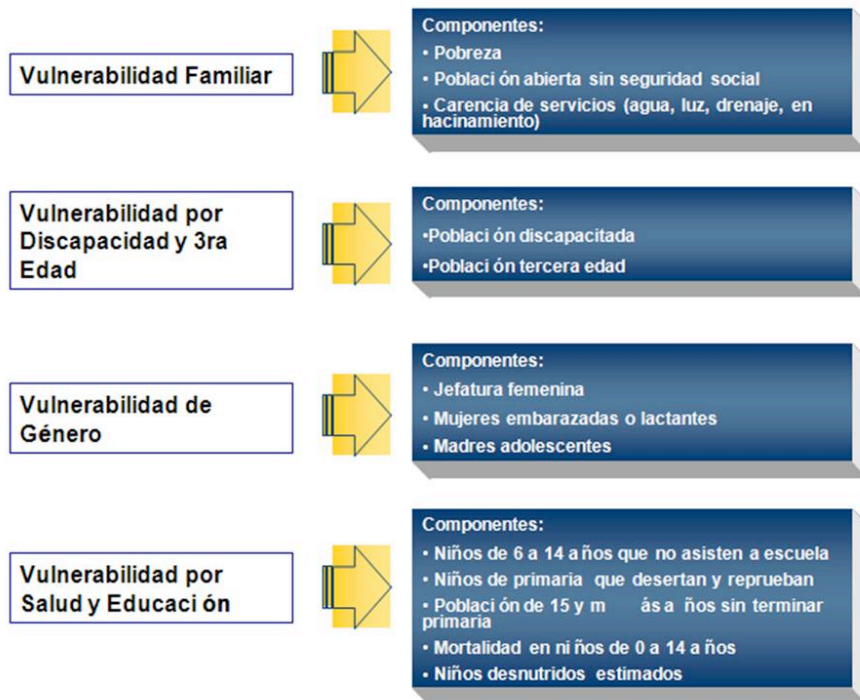 Vulnerabilidad Familiar
Componentes:
• Pobreza
• Poblaci ón abierta sin seguridad social
• Carencia de servicios (agua, luz, drenaje, en
hacinamiento)
Vulnerabilidad por
Discapacidad y 3ra
Edad
Componentes:
•Poblaci ón discapacitada
•Poblaci ón tercera edad
Vulnerabilidad de
Género
Componentes:
• Jefatura femenina
• Mujeres embarazadas o lactantes
• Madres adolescentes
Vulnerabilidad por
Salud y Educaci ón
Componentes:
• Niños de 6 a 14 a ños que no asisten a escuela
• Niños de primaria que desertan y reprueban
• Poblaci ón de 15 y m ás a ños sin terminar
primaria
• Mortalidad en ni ños de 0 a 14 a ños
• Niños desnutridos estimados